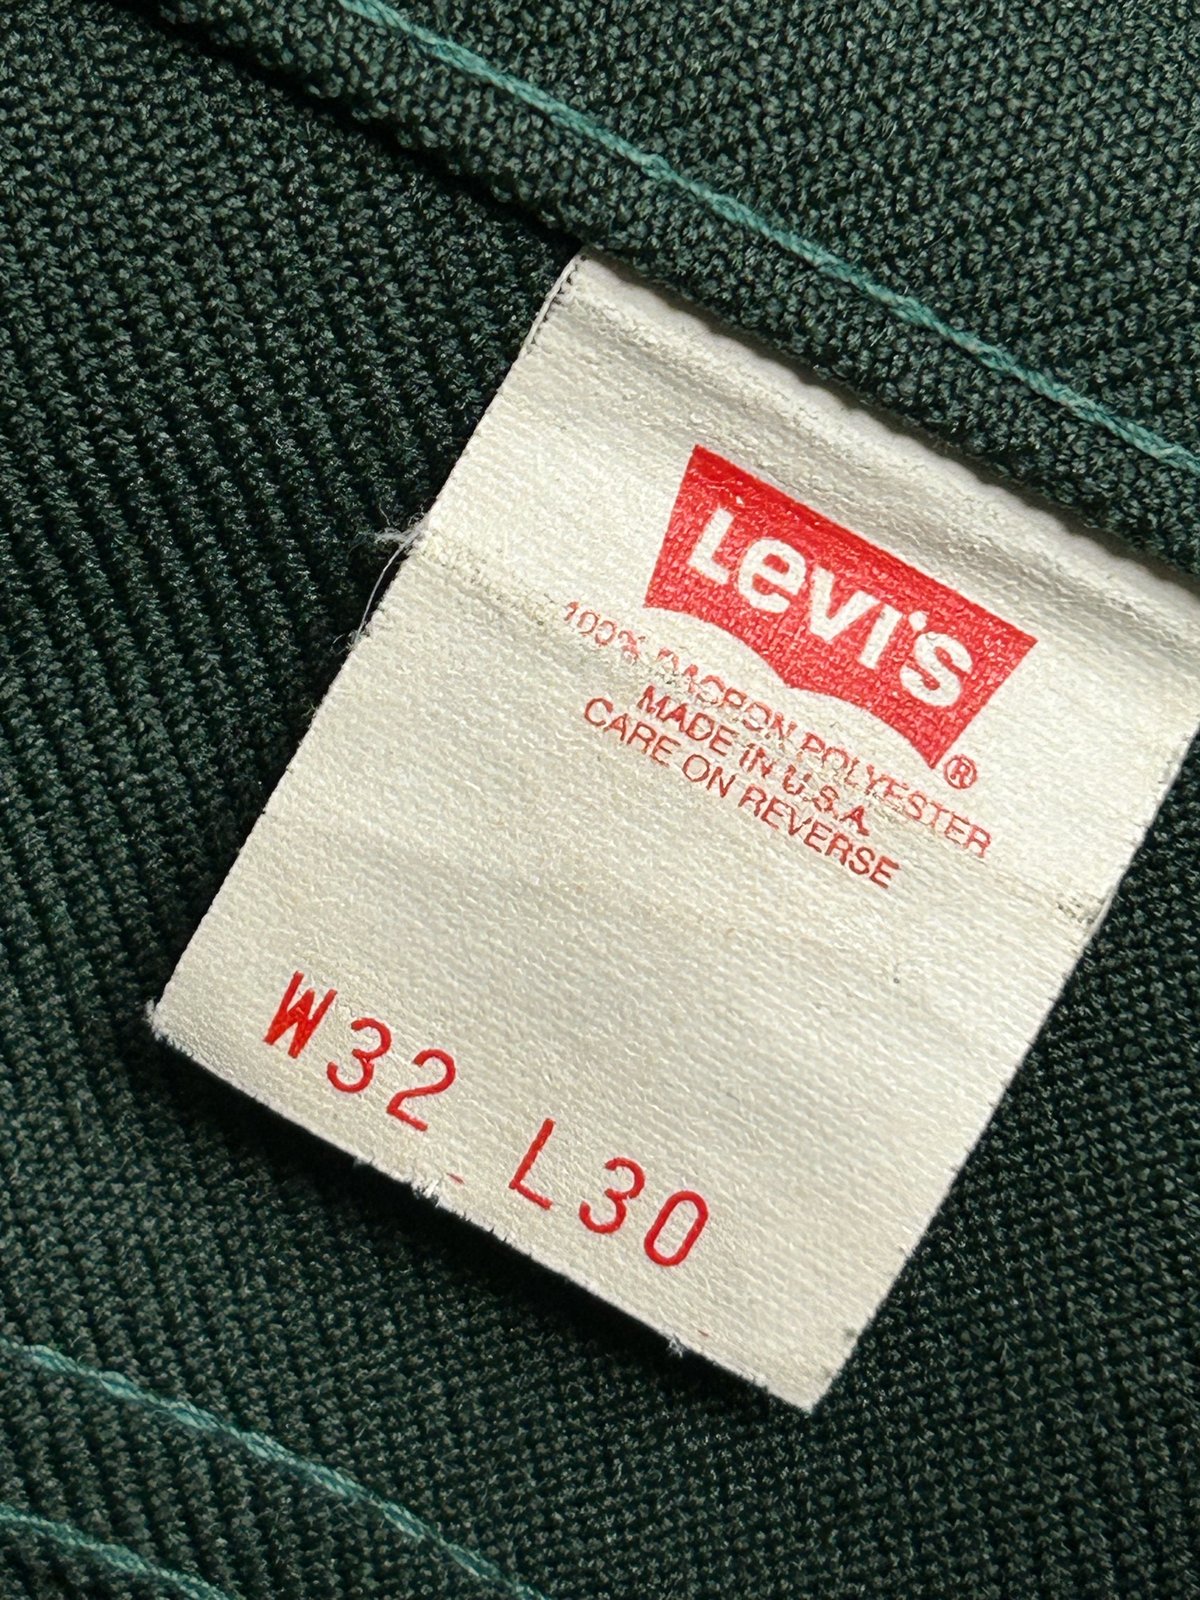 Levi's ®
100% DACRON POLYESTER
MADE IN U.S.A.
CARE ON REVERSE
W32 L30